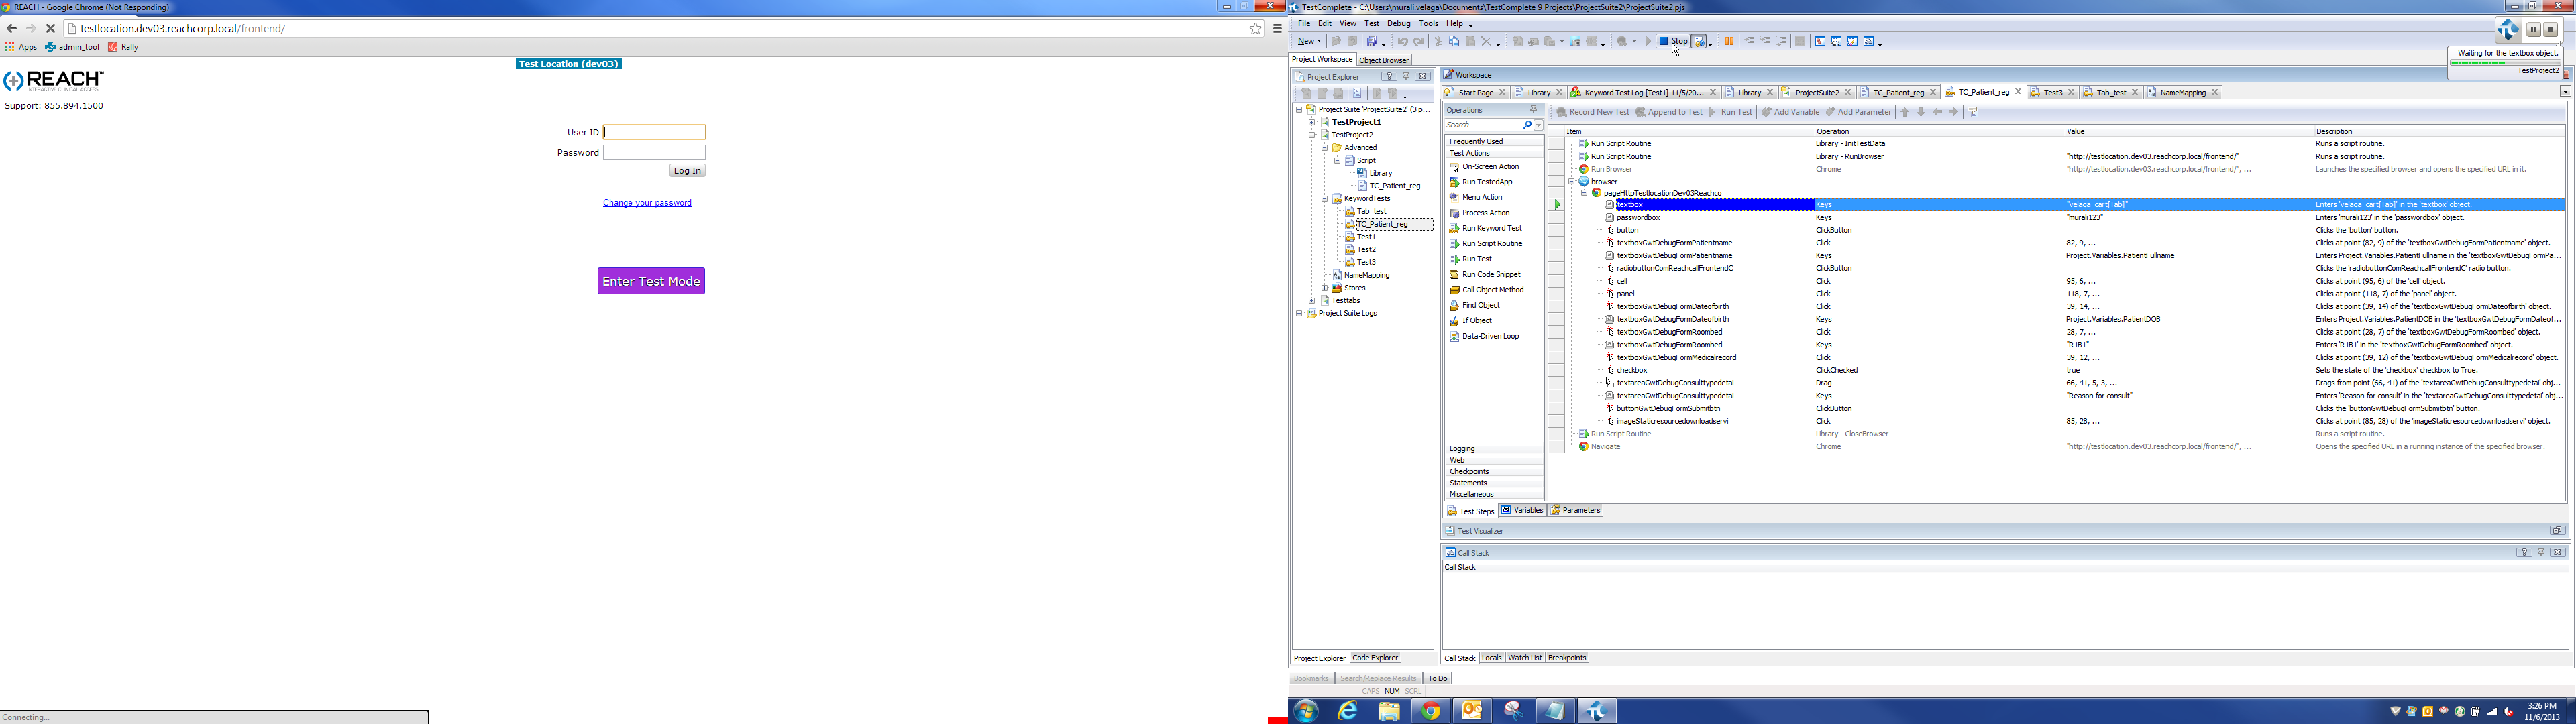 REACH - Google Chrome (Not Responding)
testlocation.dev03.reachcorp.local/frontend/
Apps admin_tool Rally
Test Location (dev03)
REACH™
INTERACTIVE CLINICAL ACCESS
Support: 855.894.1500
User ID
Password
Log In
Change your password
Enter Test Mode
Connecting...
TestComplete - C:\Users\murali.velaga\Documents\TestComplete 9 Projects\ProjectSuite2\ProjectSuite2.pjs
File Edit View Test Debug Tools Help
New Stop
Waiting for the textbox object.
TestProject2
Project Workspace Object Browser
Project Explorer
Project Suite 'ProjectSuite2' (3 p...
TestProject1
TestProject2
Advanced
Script
Library
TC_Patient_reg
KeywordTests
Tab_test
TC_Patient_reg
Test1
Test2
Test3
NameMapping
Stores
Testtabs
Project Suite Logs
Project Explorer Code Explorer
Workspace
Start Page Library Keyword Test Log [Test1] 11/5/20... Library ProjectSuite2 TC_Patient_reg TC_Patient_reg Test3 Tab_test NameMapping
Operations
Search
Frequently Used
Test Actions
On-Screen Action
Run TestedApp
Menu Action
Process Action
Run Keyword Test
Run Script Routine
Run Test
Run Code Snippet
Call Object Method
Find Object
If Object
Data-Driven Loop
Logging
Web
Checkpoints
Statements
Miscellaneous
Record New Test Append to Test Run Test Add Variable Add Parameter
Item Operation Value Description
Run Script Routine Library - InitTestData Runs a script routine.
Run Script Routine Library - RunBrowser "http://testlocation.dev03.reachcorp.local/frontend/" Runs a script routine.
Run Browser Chrome "http://testlocation.dev03.reachcorp.local/frontend/", ... Launches the specified browser and opens the specified URL in it.
browser
pageHttpTestlocationDev03Reachco
textbox Keys "velaga_cart[Tab]" Enters 'velaga_cart[Tab]' in the 'textbox' object.
passwordbox Keys "murali123" Enters 'murali123' in the 'passwordbox' object.
button ClickButton Clicks the 'button' button.
textboxGwtDebugFormPatientname Click 82, 9, ... Clicks at point (82, 9) of the 'textboxGwtDebugFormPatientname' object.
textboxGwtDebugFormPatientname Keys Project.Variables.PatientFullname Enters Project.Variables.PatientFullname in the 'textboxGwtDebugFormPa...
radiobuttonComReachcallFrontendC ClickButton Clicks the 'radiobuttonComReachcallFrontendC' radio button.
cell Click 95, 6, ... Clicks at point (95, 6) of the 'cell' object.
panel Click 118, 7, ... Clicks at point (118, 7) of the 'panel' object.
textboxGwtDebugFormDateofbirth Click 39, 14, ... Clicks at point (39, 14) of the 'textboxGwtDebugFormDateofbirth' object.
textboxGwtDebugFormDateofbirth Keys Project.Variables.PatientDOB Enters Project.Variables.PatientDOB in the 'textboxGwtDebugFormDateof...
textboxGwtDebugFormRoombed Click 28, 7, ... Clicks at point (28, 7) of the 'textboxGwtDebugFormRoombed' object.
textboxGwtDebugFormRoombed Keys "R1B1" Enters 'R1B1' in the 'textboxGwtDebugFormRoombed' object.
textboxGwtDebugFormMedicalrecord Click 39, 12, ... Clicks at point (39, 12) of the 'textboxGwtDebugFormMedicalrecord' object.
checkbox ClickChecked true Sets the state of the 'checkbox' checkbox to True.
textareaGwtDebugConsulttypedetai Drag 66, 41, 5, 3, ... Drags from point (66, 41) of the 'textareaGwtDebugConsulttypedetai' obj...
textareaGwtDebugConsulttypedetai Keys "Reason for consult" Enters 'Reason for consult' in the 'textareaGwtDebugConsulttypedetai' obj...
buttonGwtDebugFormSubmitbtn ClickButton Clicks the 'buttonGwtDebugFormSubmitbtn' button.
imageStaticresourcedownloadservi Click 85, 28, ... Clicks at point (85, 28) of the 'imageStaticresourcedownloadservi' object.
Run Script Routine Library - CloseBrowser Runs a script routine.
Navigate Chrome "http://testlocation.dev03.reachcorp.local/frontend/", ... Opens the specified URL in a running instance of the specified browser.
Test Steps Variables Parameters
Test Visualizer
Call Stack
Call Stack
Call Stack Locals Watch List Breakpoints
Bookmarks Search/Replace Results To Do
CAPS NUM SCRL
3:26 PM
11/6/2013